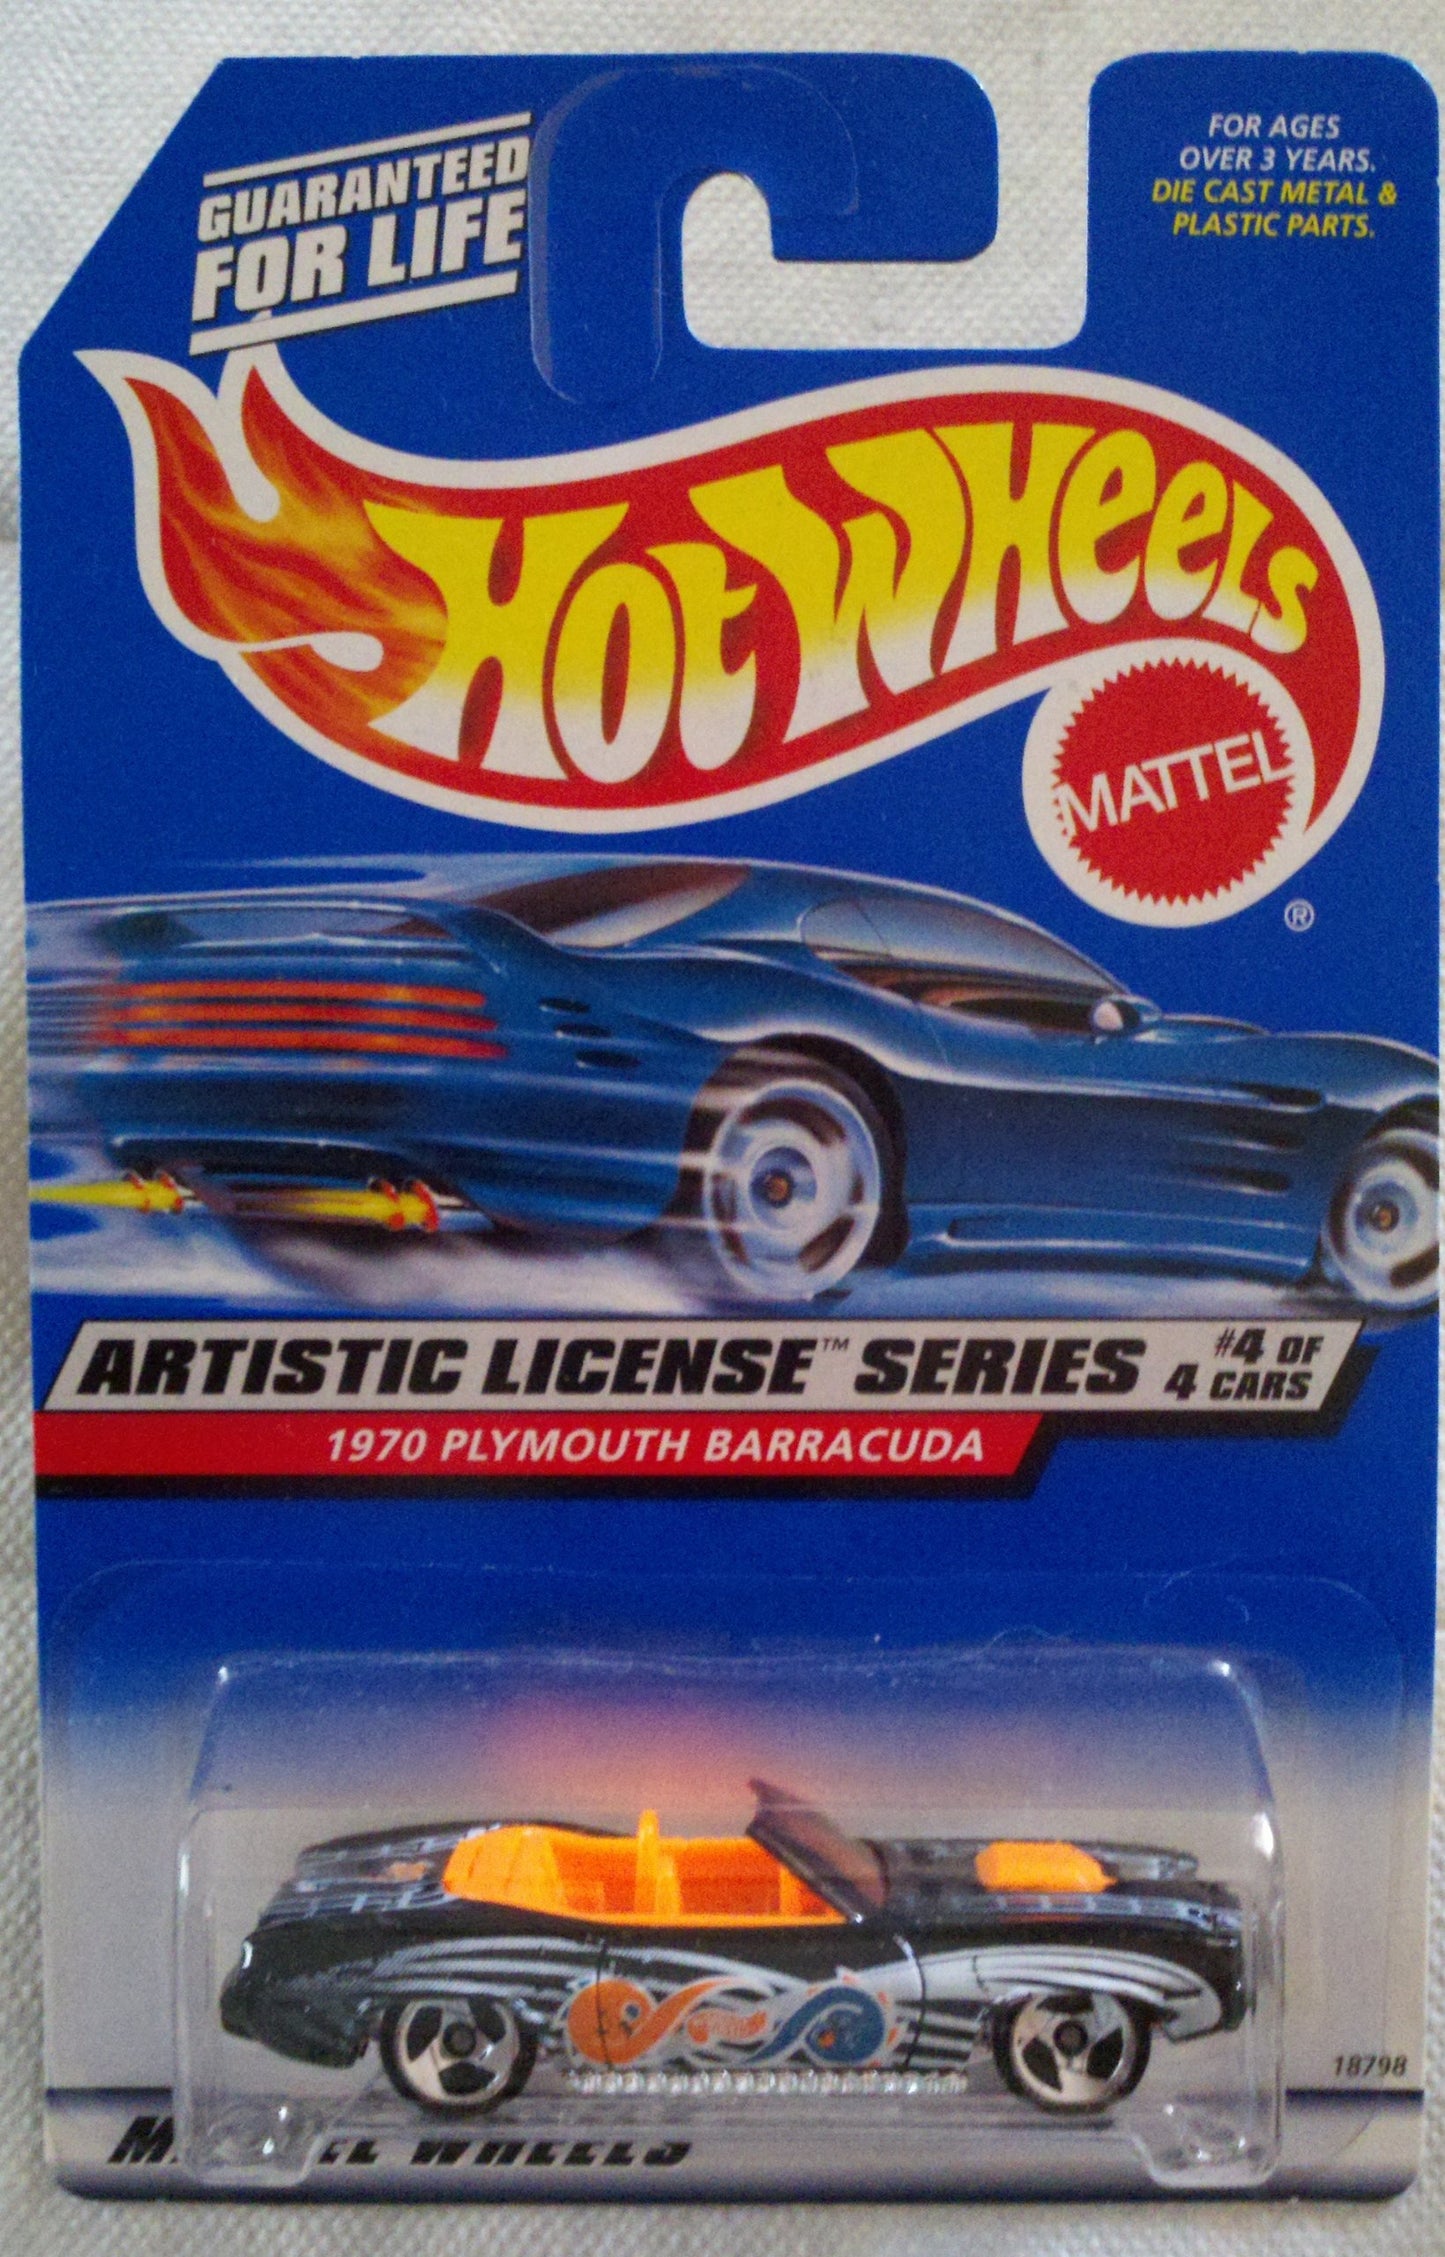 GUARANTEED
FOR LIFE
FOR AGES
OVER 3 YEARS.
DIE CAST METAL &
PLASTIC PARTS.
HOT WHEELS
MATTEL
®
ARTISTIC LICENSE™ SERIES #4 OF
4 CARS
1970 PLYMOUTH BARRACUDA
18798
WHEELS